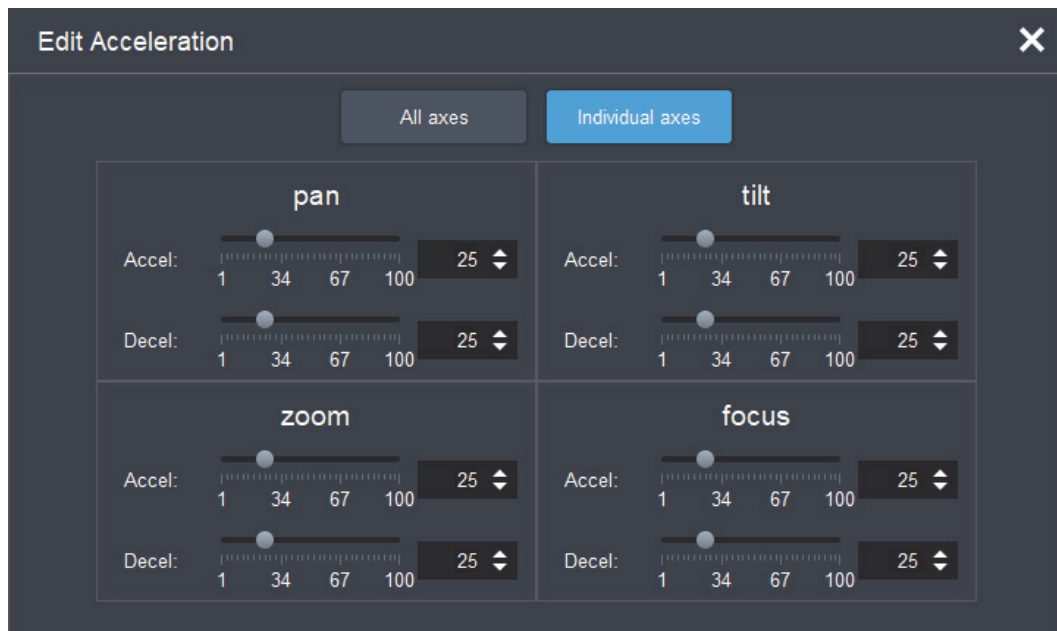 Edit Acceleration
All axes Individual axes
pan
Accel: 25
1 34 67 100
Decel: 25
1 34 67 100
tilt
Accel: 25
1 34 67 100
Decel: 25
1 34 67 100
zoom
Accel: 25
1 34 67 100
Decel: 25
1 34 67 100
focus
Accel: 25
1 34 67 100
Decel: 25
1 34 67 100